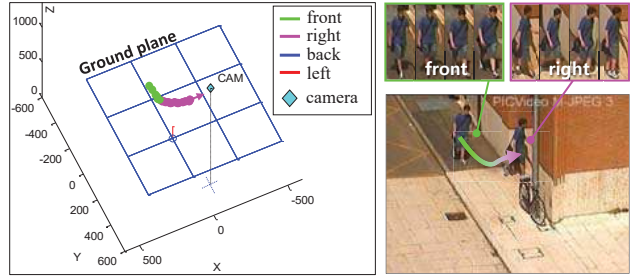 Z
1000
500
0
-600
-400
-200
0
200
400
600
Y
500
0
-500
X
Ground plane
CAM
front
right
back
left
camera
front
right
PICVideo M-JPEG 3